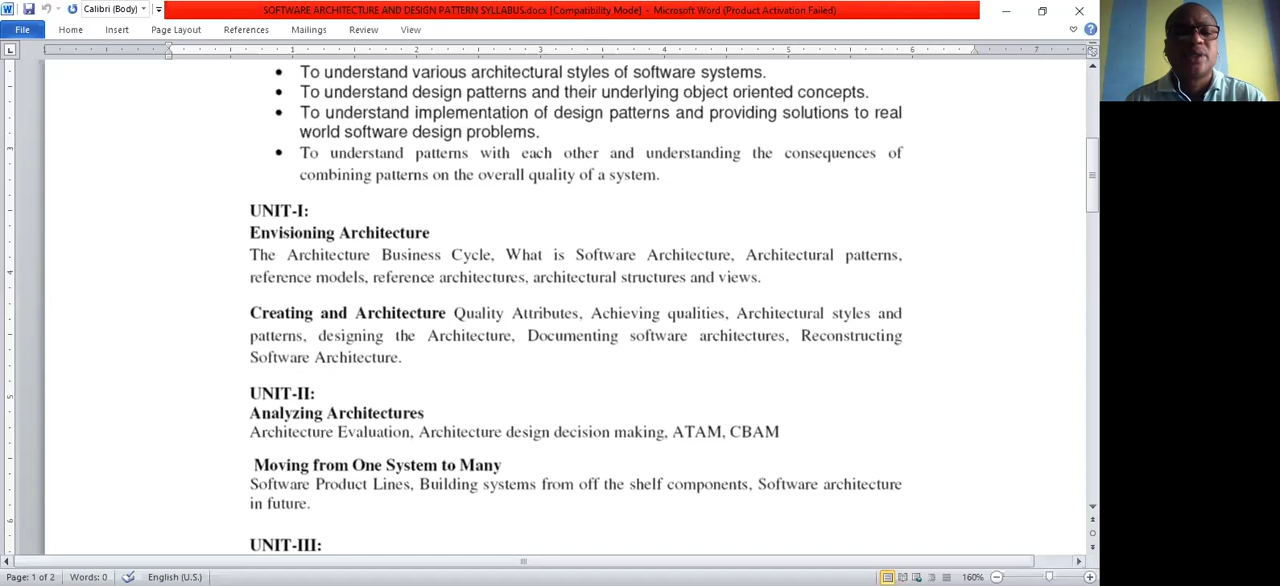 SOFTWARE ARCHITECTURE AND DESIGN PATTERN SYLLABUS.docx [Compatibility Mode] - Microsoft Word (Product Activation Failed)
Calibri (Body)
File Home Insert Page Layout References Mailings Review View
1 1 2 3 4 5 6 7
• To understand various architectural styles of software systems.
• To understand design patterns and their underlying object oriented concepts.
• To understand implementation of design patterns and providing solutions to real
world software design problems.
• To understand patterns with each other and understanding the consequences of
combining patterns on the overall quality of a system.
UNIT-I:
Envisioning Architecture
The Architecture Business Cycle, What is Software Architecture, Architectural patterns,
reference models, reference architectures, architectural structures and views.
Creating and Architecture Quality Attributes, Achieving qualities, Architectural styles and
patterns, designing the Architecture, Documenting software architectures, Reconstructing
Software Architecture.
UNIT-II:
Analyzing Architectures
Architecture Evaluation, Architecture design decision making, ATAM, CBAM
Moving from One System to Many
Software Product Lines, Building systems from off the shelf components, Software architecture
in future.
UNIT-III:
Page: 1 of 2 Words: 0 English (U.S.) 160%